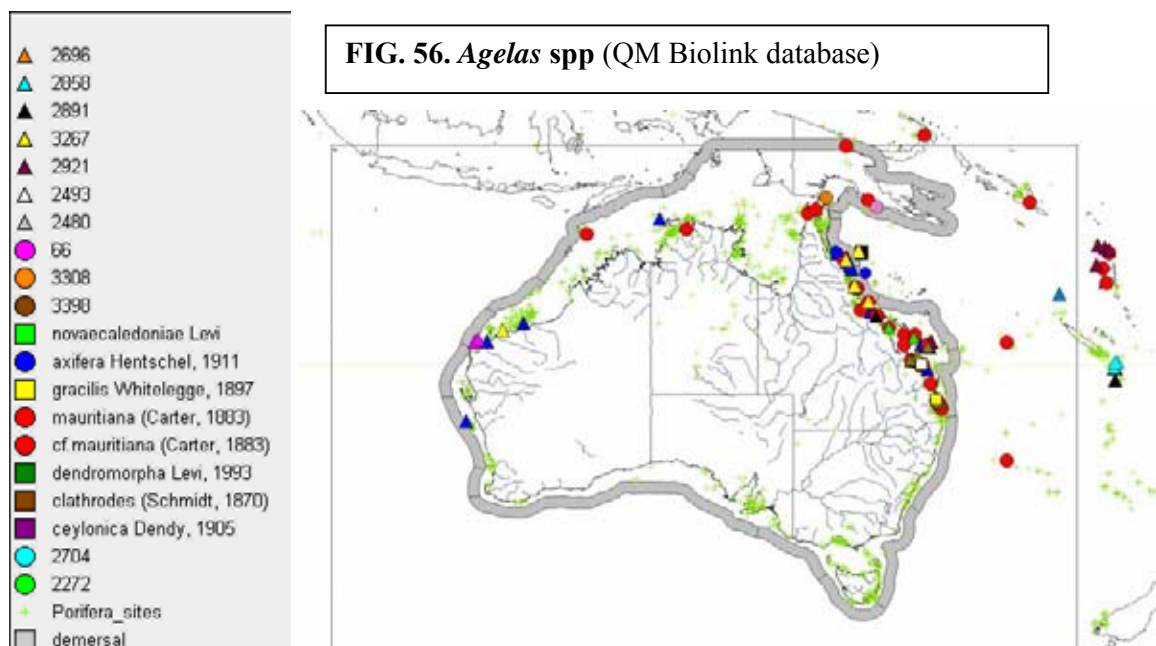 FIG. 56. Agelas spp (QM Biolink database)
2696
2858
2891
3267
2921
2493
2480
66
3308
3398
novaecaledoniae Levi
axifera Hentschel, 1911
gracilis Whitelegge, 1897
mauritiana (Carter, 1883)
cf.mauritiana (Carter, 1883)
dendromorpha Levi, 1993
clathrodes (Schmidt, 1870)
ceylonica Dendy, 1905
2704
2272
Porifera_sites
demersal